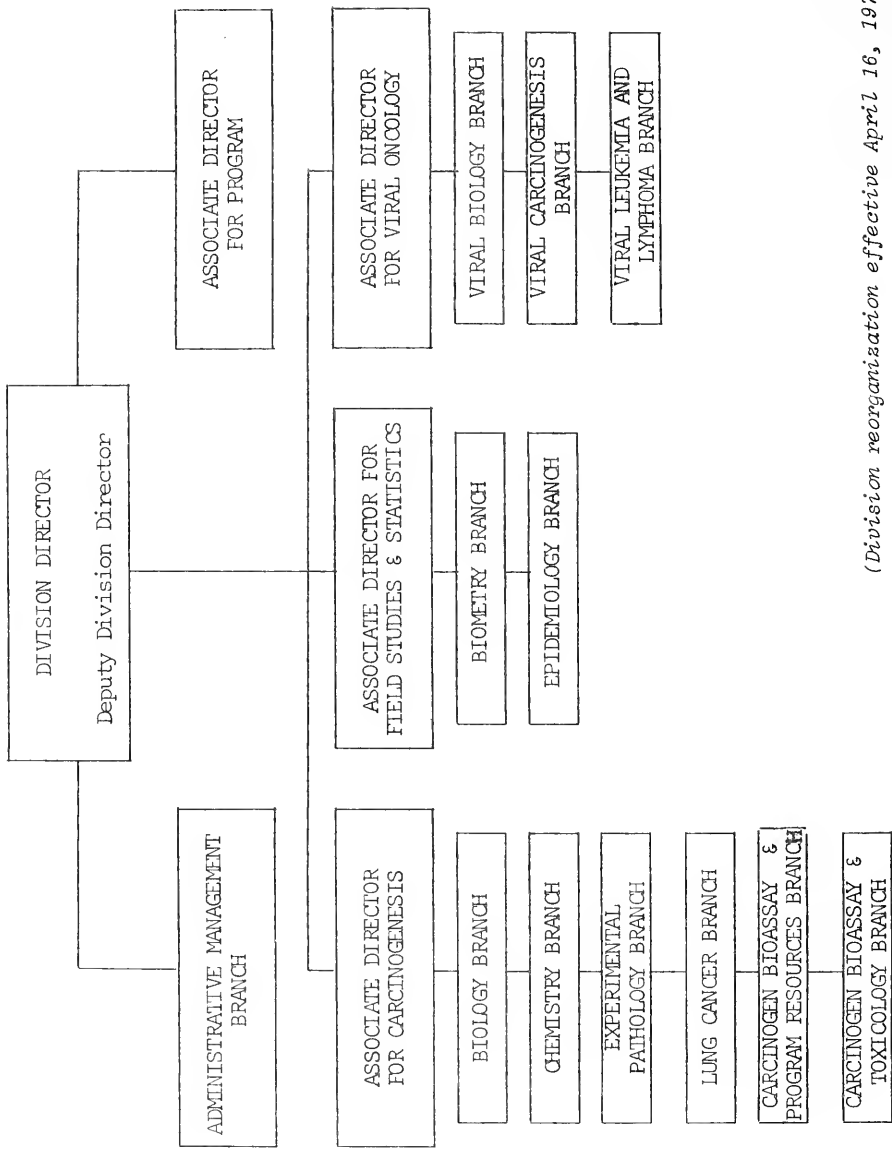 DIVISION DIRECTOR
Deputy Division Director
ADMINISTRATIVE MANAGEMENT
BRANCH
ASSOCIATE DIRECTOR
FOR PROGRAM
ASSOCIATE DIRECTOR
FOR CARCINOGENESIS
BIOLOGY BRANCH
CHEMISTRY BRANCH
EXPERIMENTAL
PATHOLOGY BRANCH
LUNG CANCER BRANCH
CARCINOGEN BIOASSAY &
PROGRAM RESOURCES BRANCH
CARCINOGEN BIOASSAY &
TOXICOLOGY BRANCH
ASSOCIATE DIRECTOR FOR
FIELD STUDIES & STATISTICS
BIOMETRY BRANCH
EPIDEMIOLOGY BRANCH
ASSOCIATE DIRECTOR
FOR VIRAL ONCOLOGY
VIRAL BIOLOGY BRANCH
VIRAL CARCINOGENESIS
BRANCH
VIRAL LEUKEMIA AND
LYMPHOMA BRANCH
(Division reorganization effective April 16,